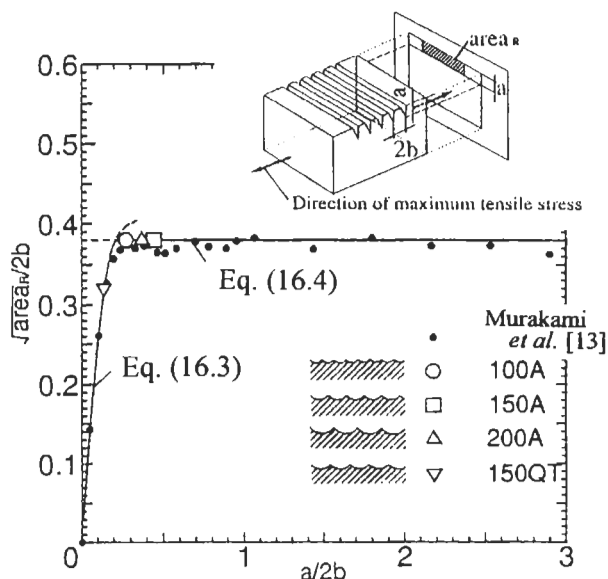 area R
a
a
2b
Direction of maximum tensile stress
0.6
0.5
0.4
0.3
0.2
0.1
0
√area R/2b
Eq. (16.4)
Eq. (16.3)
Murakami
et al. [13]
100A
150A
200A
150QT
0 1 2 3
a/2b